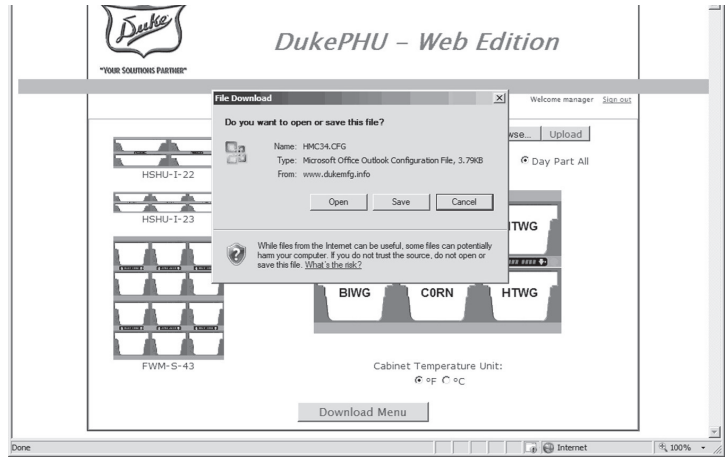 Duke
"YOUR SOLUTIONS PARTNER"
DukePHU – Web Edition
Welcome manager Sign out
File Download
Do you want to open or save this file?
Name: HMC34.CFG
Type: Microsoft Office Outlook Configuration File, 3.79KB
From: www.dukemfg.info
Open Save Cancel
While files from the Internet can be useful, some files can potentially
harm your computer. If you do not trust the source, do not open or
save this file. What's the risk?
wse... Upload
Day Part All
HSHU-I-22
HSHU-I-23
FWM-S-43
HTWG
BIWG C0RN HTWG
Cabinet Temperature Unit:
°F °C
Download Menu
Done Internet 100%